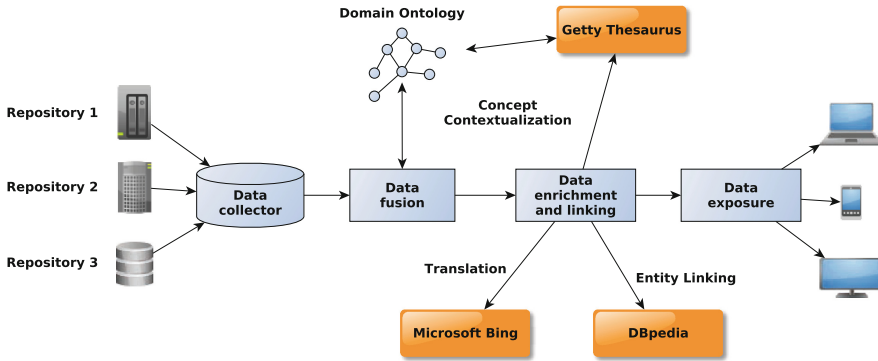 Domain Ontology
Getty Thesaurus
Repository 1
Concept
Contextualization
Repository 2
Data
collector
Data
fusion
Data
enrichment
and linking
Data
exposure
Repository 3
Translation
Entity Linking
Microsoft Bing
DBpedia